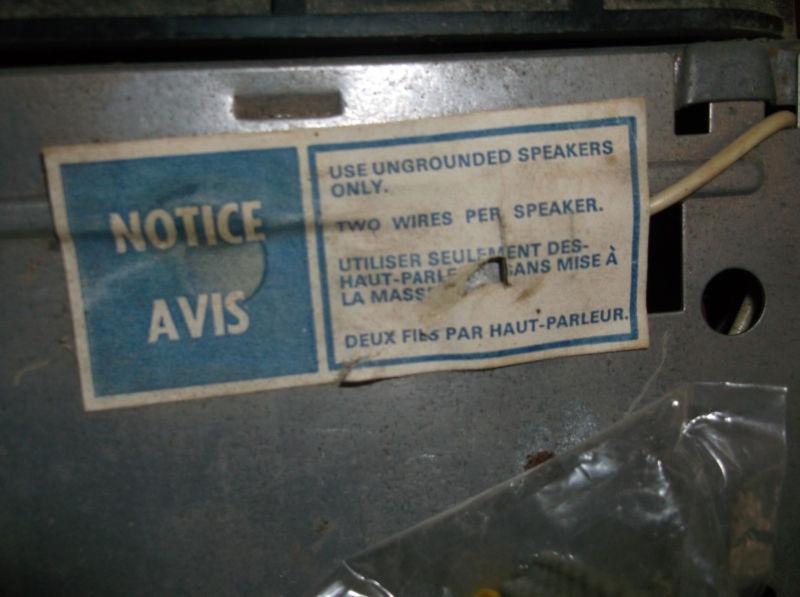 NOTICE
AVIS
USE UNGROUNDED SPEAKERS
ONLY.
TWO WIRES PER SPEAKER.
UTILISER SEULEMENT DES-
SANS MISE À
LA MASSE
DEUX FILS PAR HAUT-PARLEUR.